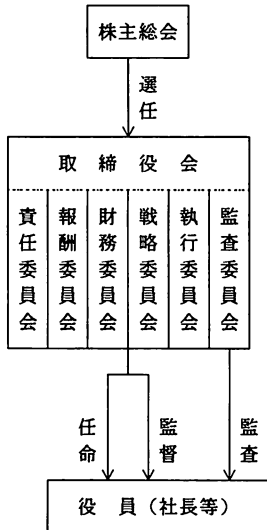 株主総会
選任
取締役会
責任委員会
報酬委員会
財務委員会
戦略委員会
執行委員会
監査委員会
任命
監督
監査
役員(社長等)